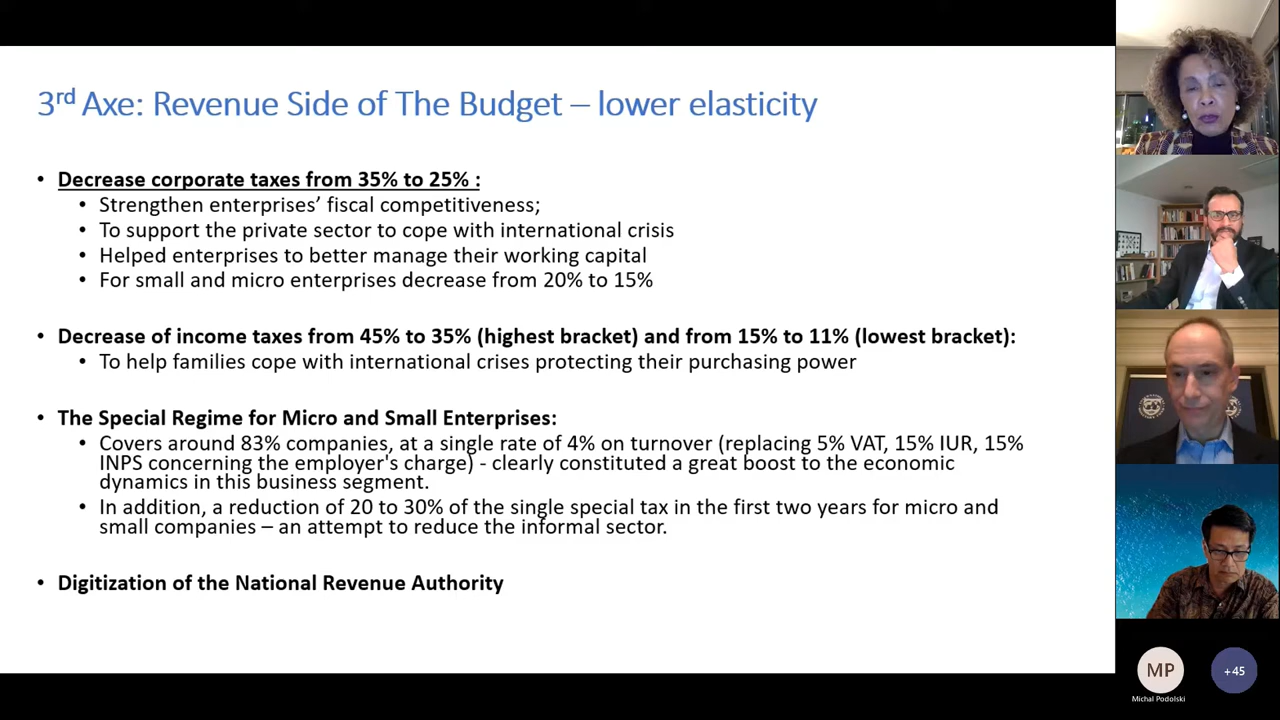 3rd Axe: Revenue Side of The Budget – lower elasticity
• Decrease corporate taxes from 35% to 25% :
• Strengthen enterprises’ fiscal competitiveness;
• To support the private sector to cope with international crisis
• Helped enterprises to better manage their working capital
• For small and micro enterprises decrease from 20% to 15%
• Decrease of income taxes from 45% to 35% (highest bracket) and from 15% to 11% (lowest bracket):
• To help families cope with international crises protecting their purchasing power
• The Special Regime for Micro and Small Enterprises:
• Covers around 83% companies, at a single rate of 4% on turnover (replacing 5% VAT, 15% IUR, 15%
INPS concerning the employer's charge) - clearly constituted a great boost to the economic
dynamics in this business segment.
• In addition, a reduction of 20 to 30% of the single special tax in the first two years for micro and
small companies – an attempt to reduce the informal sector.
• Digitization of the National Revenue Authority
MP
Michal Podolski
+45